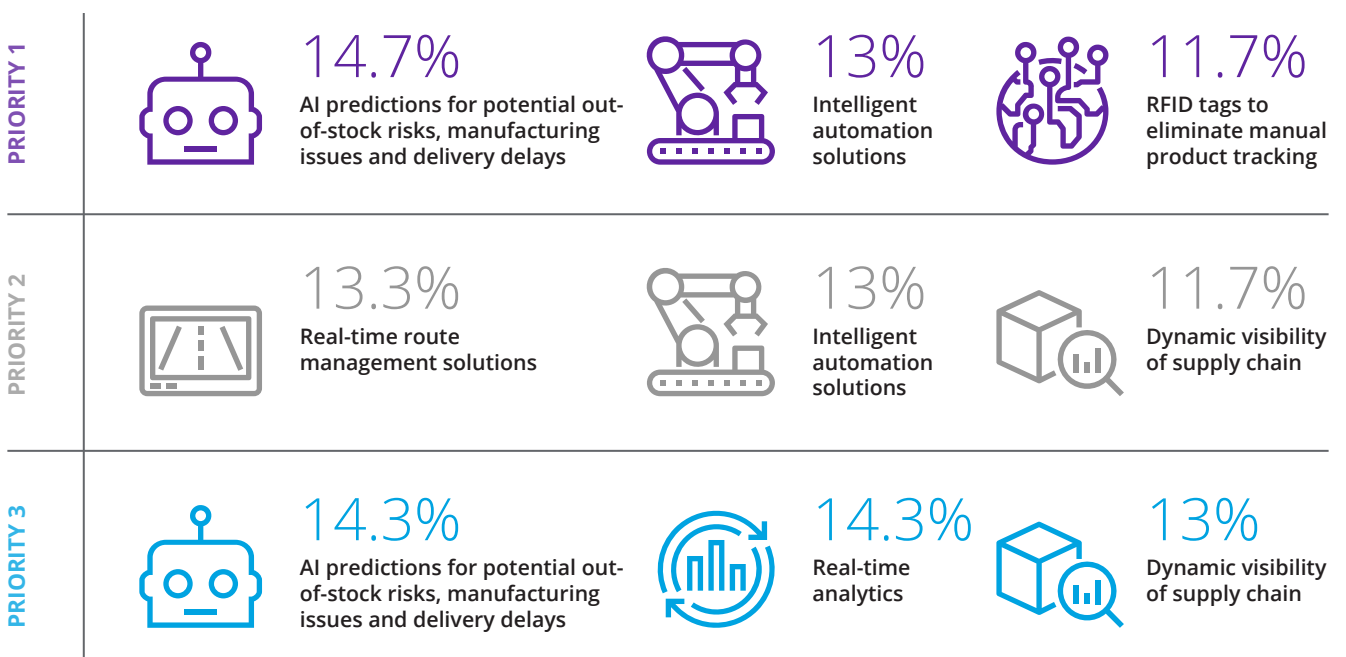 PRIORITY 1
14.7%
AI predictions for potential out-
of-stock risks, manufacturing
issues and delivery delays
13%
Intelligent
automation
solutions
11.7%
RFID tags to
eliminate manual
product tracking
PRIORITY 2
13.3%
Real-time route
management solutions
13%
Intelligent
automation
solutions
11.7%
Dynamic visibility
of supply chain
PRIORITY 3
14.3%
AI predictions for potential out-
of-stock risks, manufacturing
issues and delivery delays
14.3%
Real-time
analytics
13%
Dynamic visibility
of supply chain